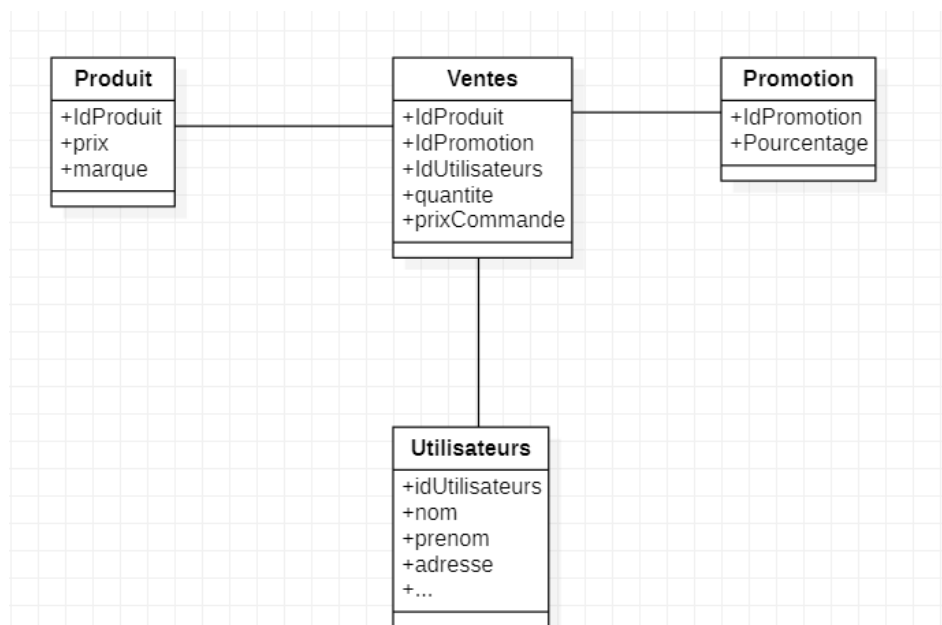 Produit
+IdProduit
+prix
+marque
Ventes
+IdProduit
+IdPromotion
+IdUtilisateurs
+quantite
+prixCommande
Promotion
+IdPromotion
+Pourcentage
Utilisateurs
+idUtilisateurs
+nom
+prenom
+adresse
+...